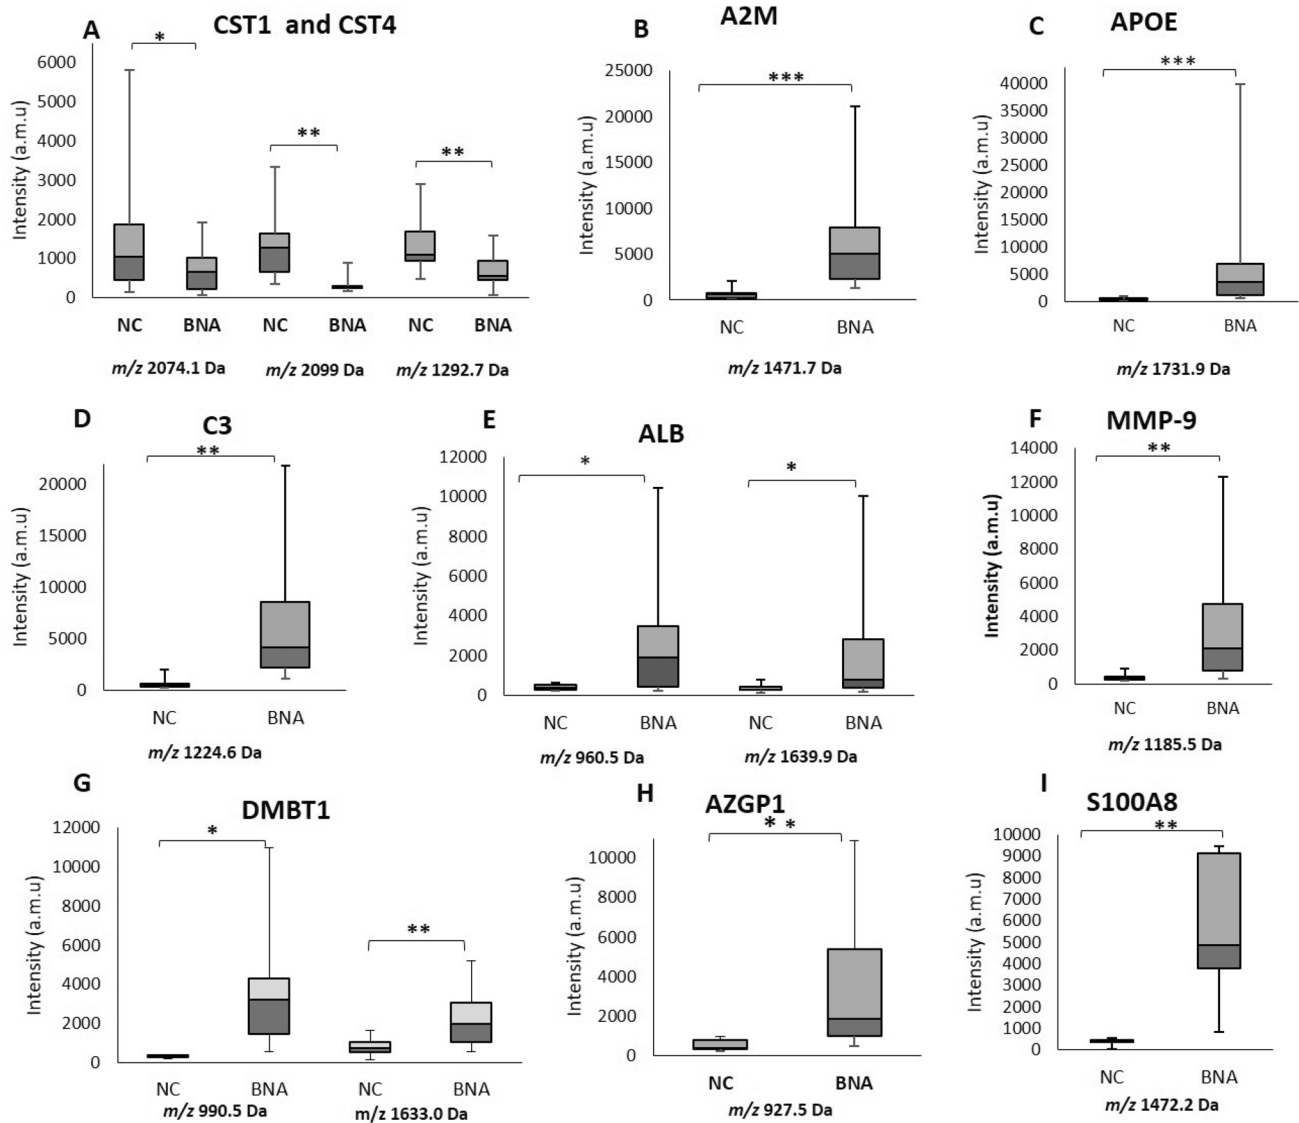 A
CST1 and CST4
*
**
**
Intensity (a.m.u)
6000
5000
4000
3000
2000
1000
0
NC BNA NC BNA NC BNA
m/z 2074.1 Da m/z 2099 Da m/z 1292.7 Da
B
A2M
***
Intensity (a.m.u)
25000
20000
15000
10000
5000
0
NC BNA
m/z 1471.7 Da
C
APOE
***
Intensity (a.m.u)
40000
35000
30000
25000
20000
15000
10000
5000
0
NC BNA
m/z 1731.9 Da
D
C3
**
Intensity (a.m.u)
20000
15000
10000
5000
0
NC BNA
m/z 1224.6 Da
E
ALB
*
*
Intensity (a.m.u)
12000
10000
8000
6000
4000
2000
0
NC BNA NC BNA
m/z 960.5 Da m/z 1639.9 Da
F
MMP-9
**
Intensity (a.m.u)
14000
12000
10000
8000
6000
4000
2000
0
NC BNA
m/z 1185.5 Da
G
DMBT1
*
**
Intensity (a.m.u)
12000
10000
8000
6000
4000
2000
0
NC BNA NC BNA
m/z 990.5 Da m/z 1633.0 Da
H
AZGP1
* *
Intensity (a.m.u)
10000
8000
6000
4000
2000
0
NC BNA
m/z 927.5 Da
I
S100A8
**
Intensity (a.m.u)
10000
9000
8000
7000
6000
5000
4000
3000
2000
1000
0
NC BNA
m/z 1472.2 Da